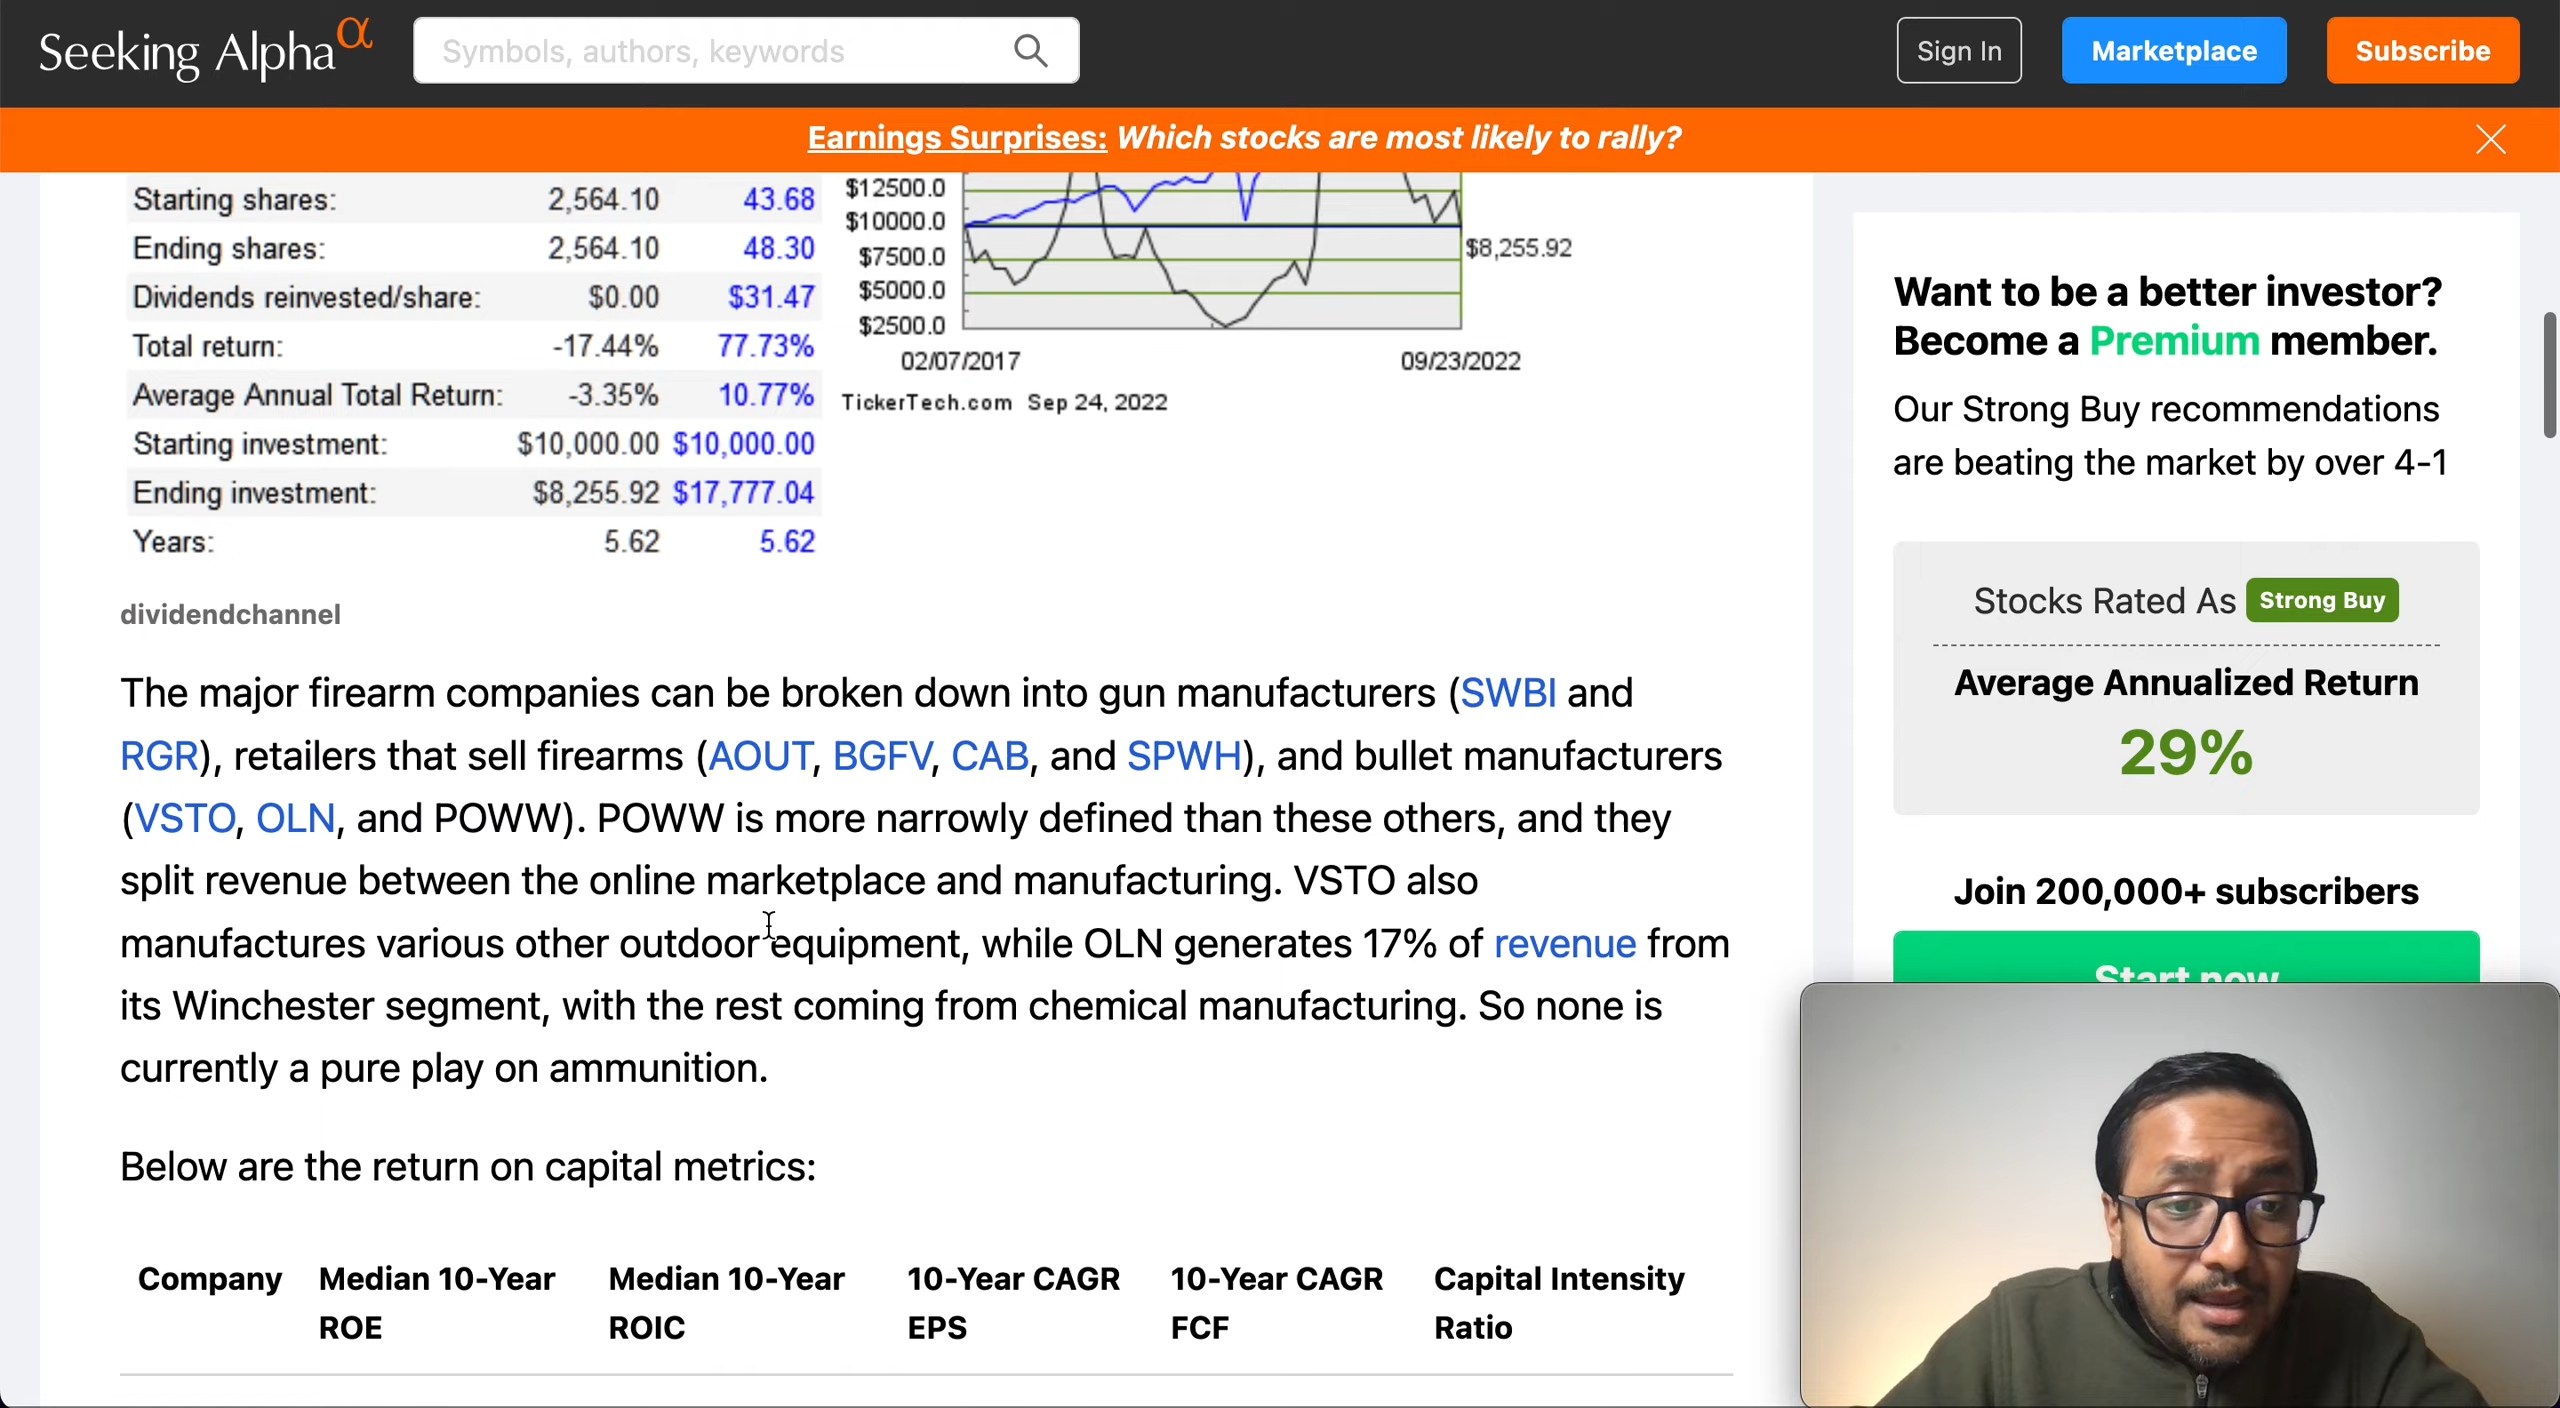 Seeking Alpha α
Symbols, authors, keywords
Sign In
Marketplace
Subscribe
Earnings Surprises: Which stocks are most likely to rally?
Starting shares: 2,564.10 43.68
Ending shares: 2,564.10 48.30
Dividends reinvested/share: $0.00 $31.47
Total return: -17.44% 77.73%
Average Annual Total Return: -3.35% 10.77%
Starting investment: $10,000.00 $10,000.00
Ending investment: $8,255.92 $17,777.04
Years: 5.62 5.62
$12500.0
$10000.0
$7500.0
$5000.0
$2500.0
$8,255.92
02/07/2017 09/23/2022
TickerTech.com Sep 24, 2022
dividendchannel
The major firearm companies can be broken down into gun manufacturers (SWBI and
RGR), retailers that sell firearms (AOUT, BGFV, CAB, and SPWH), and bullet manufacturers
(VSTO, OLN, and POWW). POWW is more narrowly defined than these others, and they
split revenue between the online marketplace and manufacturing. VSTO also
manufactures various other outdoor equipment, while OLN generates 17% of revenue from
its Winchester segment, with the rest coming from chemical manufacturing. So none is
currently a pure play on ammunition.
Below are the return on capital metrics:
Company Median 10-Year Median 10-Year 10-Year CAGR 10-Year CAGR Capital Intensity
ROE ROIC EPS FCF Ratio
Want to be a better investor?
Become a Premium member.
Our Strong Buy recommendations
are beating the market by over 4-1
Stocks Rated As Strong Buy
Average Annualized Return
29%
Join 200,000+ subscribers
Start now